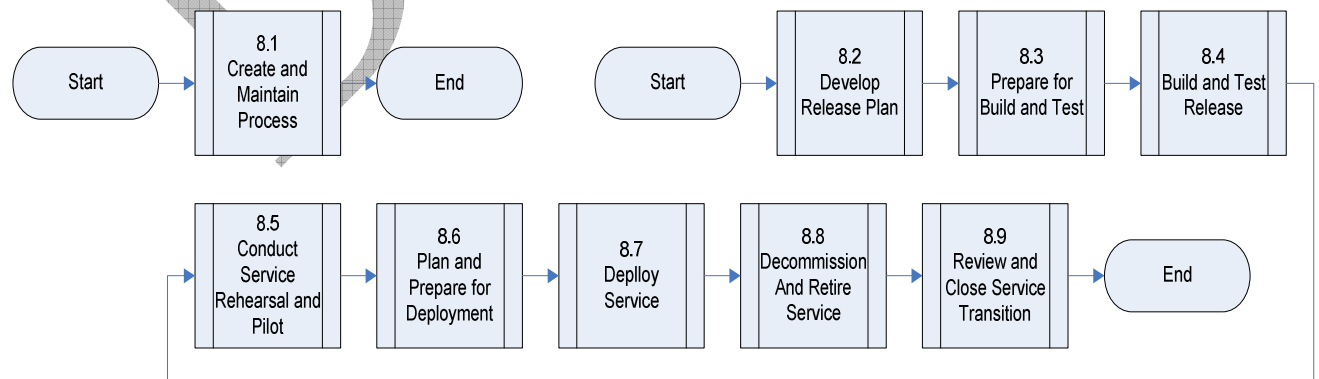 Start
8.1
Create and
Maintain
Process
End
Start
8.2
Develop
Release Plan
8.3
Prepare for
Build and Test
8.4
Build and Test
Release
8.5
Conduct
Service
Rehearsal and
Pilot
8.6
Plan and
Prepare for
Deployment
8.7
Deplloy
Service
8.8
Decommission
And Retire
Service
8.9
Review and
Close Service
Transition
End